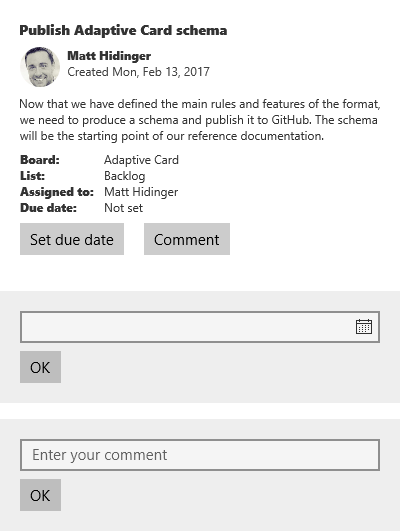 Publish Adaptive Card schema
Matt Hidinger
Created Mon, Feb 13, 2017
Now that we have defined the main rules and features of the format,
we need to produce a schema and publish it to GitHub. The schema
will be the starting point of our reference documentation.
Board: Adaptive Card
List: Backlog
Assigned to: Matt Hidinger
Due date: Not set
Set due date Comment
OK
Enter your comment
OK